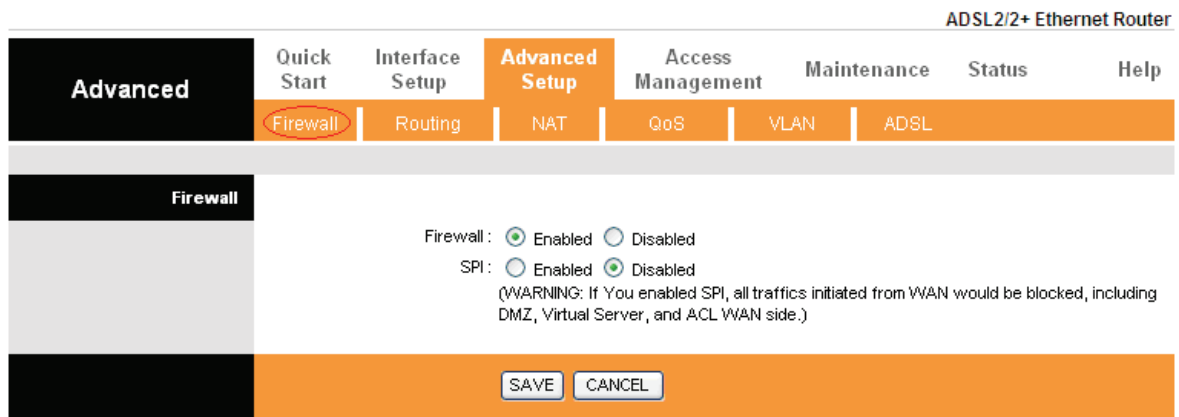 ADSL2/2+ Ethernet Router
Advanced
Quick Start
Interface Setup
Advanced Setup
Access Management
Maintenance
Status
Help
Firewall
Routing
NAT
QoS
VLAN
ADSL
Firewall
Firewall : Enabled Disabled
SPI : Enabled Disabled
(WARNING: If You enabled SPI, all traffics initiated from WAN would be blocked, including
DMZ, Virtual Server, and ACL WAN side.)
SAVE CANCEL